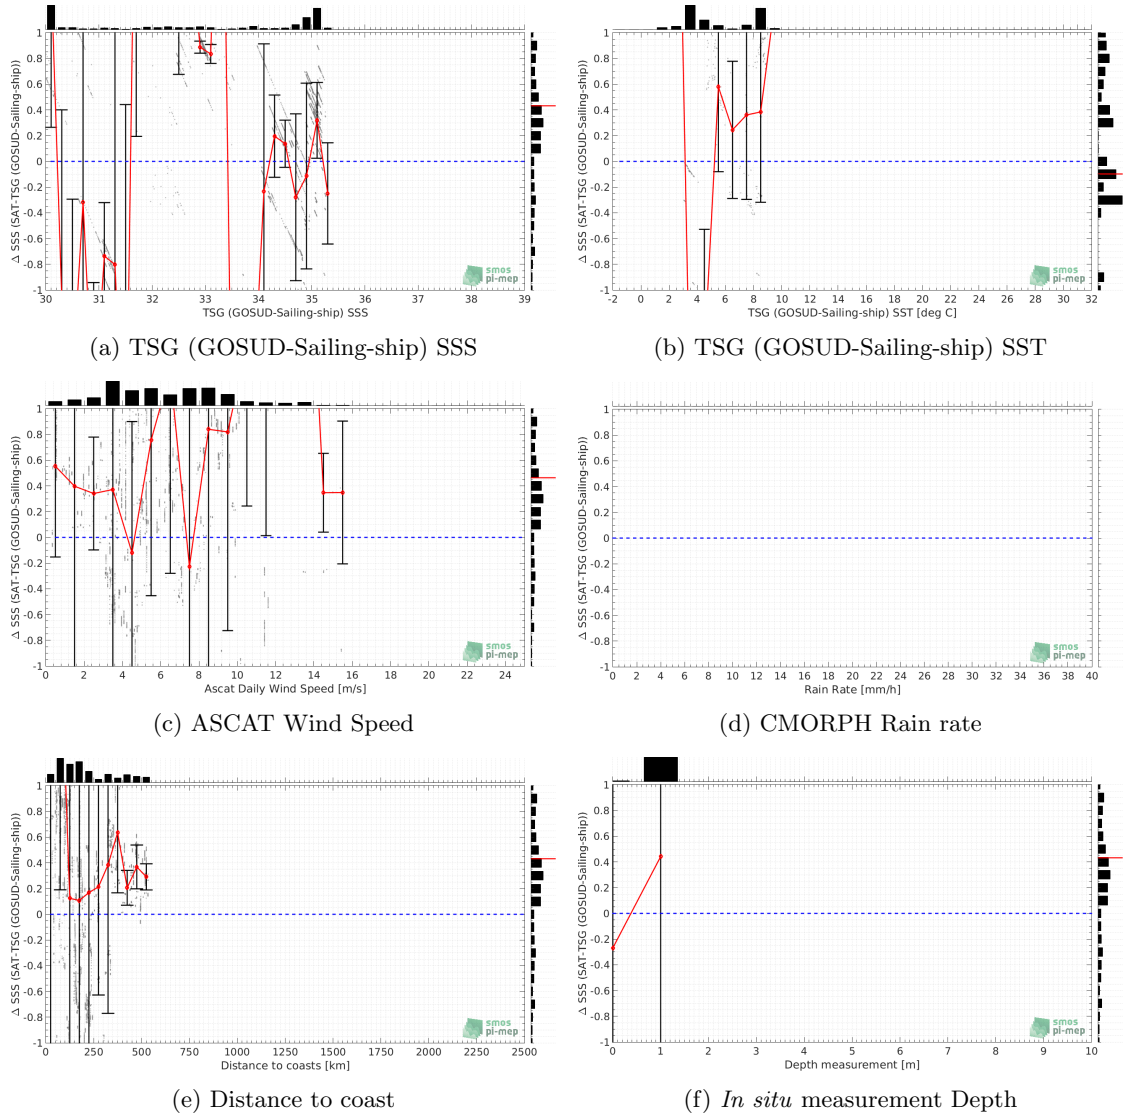 Δ SSS (SAT-TSG (GOSUD-Sailing-ship))
1
0.8
0.6
0.4
0.2
0
-0.2
-0.4
-0.6
-0.8
-1
30 31 32 33 34 35 36 37 38 39
TSG (GOSUD-Sailing-ship) SSS
smos
pi-mep
(a) TSG (GOSUD-Sailing-ship) SSS
Δ SSS (SAT-TSG (GOSUD-Sailing-ship))
1
0.8
0.6
0.4
0.2
0
-0.2
-0.4
-0.6
-0.8
-1
-2 0 2 4 6 8 10 12 14 16 18 20 22 24 26 28 30 32
TSG (GOSUD-Sailing-ship) SST [deg C]
smos
pi-mep
(b) TSG (GOSUD-Sailing-ship) SST
Δ SSS (SAT-TSG (GOSUD-Sailing-ship))
1
0.8
0.6
0.4
0.2
0
-0.2
-0.4
-0.6
-0.8
-1
0 2 4 6 8 10 12 14 16 18 20 22 24
Ascat Daily Wind Speed [m/s]
smos
pi-mep
(c) ASCAT Wind Speed
Δ SSS (SAT-TSG (GOSUD-Sailing-ship))
1
0.8
0.6
0.4
0.2
0
-0.2
-0.4
-0.6
-0.8
-1
0 2 4 6 8 10 12 14 16 18 20 22 24 26 28 30 32 34 36 38 40
Rain Rate [mm/h]
smos
pi-mep
(d) CMORPH Rain rate
Δ SSS (SAT-TSG (GOSUD-Sailing-ship))
1
0.8
0.6
0.4
0.2
0
-0.2
-0.4
-0.6
-0.8
-1
0 250 500 750 1000 1250 1500 1750 2000 2250 2500
Distance to coasts [km]
smos
pi-mep
(e) Distance to coast
Δ SSS (SAT-TSG (GOSUD-Sailing-ship))
1
0.8
0.6
0.4
0.2
0
-0.2
-0.4
-0.6
-0.8
-1
0 1 2 3 4 5 6 7 8 9 10
Depth measurement [m]
smos
pi-mep
(f) In situ measurement Depth